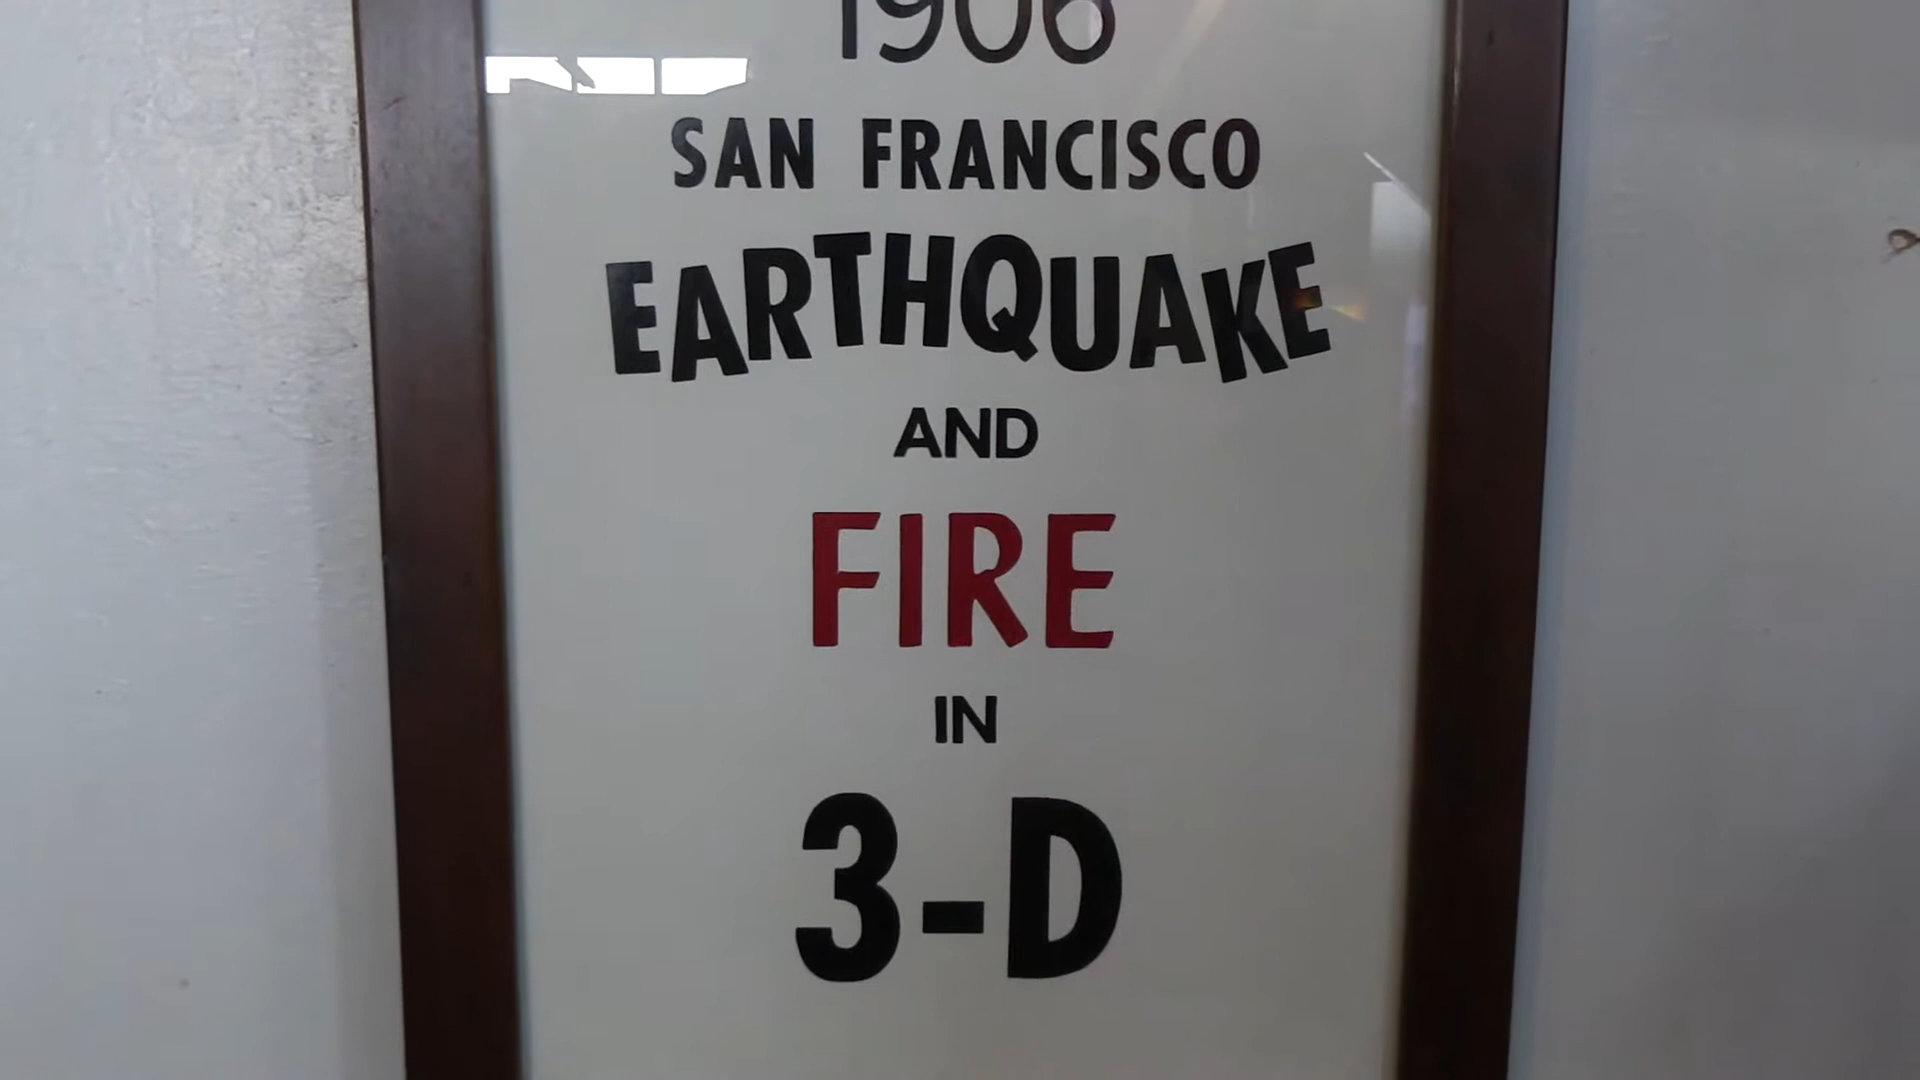 1906
SAN FRANCISCO
EARTHQUAKE
AND
FIRE
IN
3-D